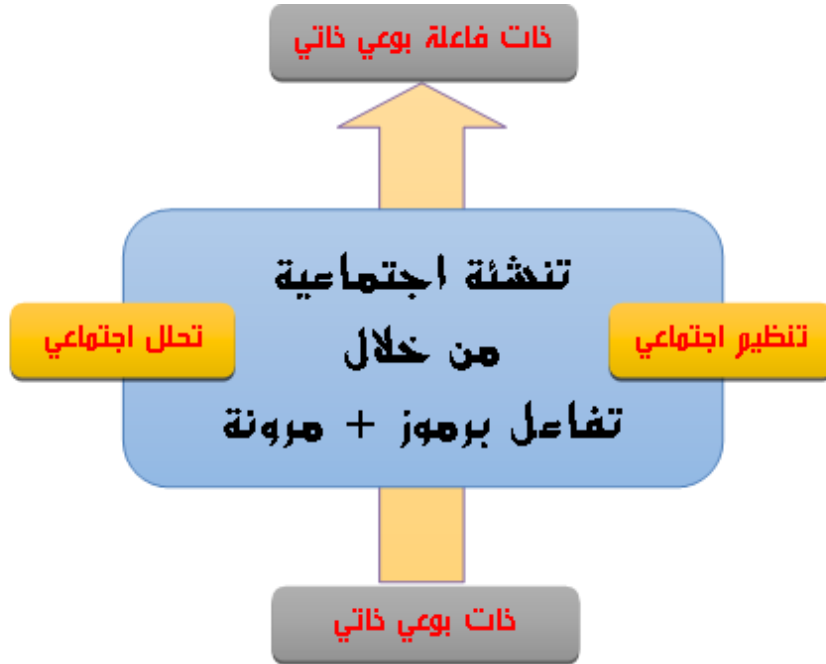 ذات فاعلة بوعي ذاتي
تنشئة اجتماعية
من خلال
تفاعل برموز + مرونة
تنظيم اجتماعي
تحلل اجتماعي
ذات بوعي ذاتي